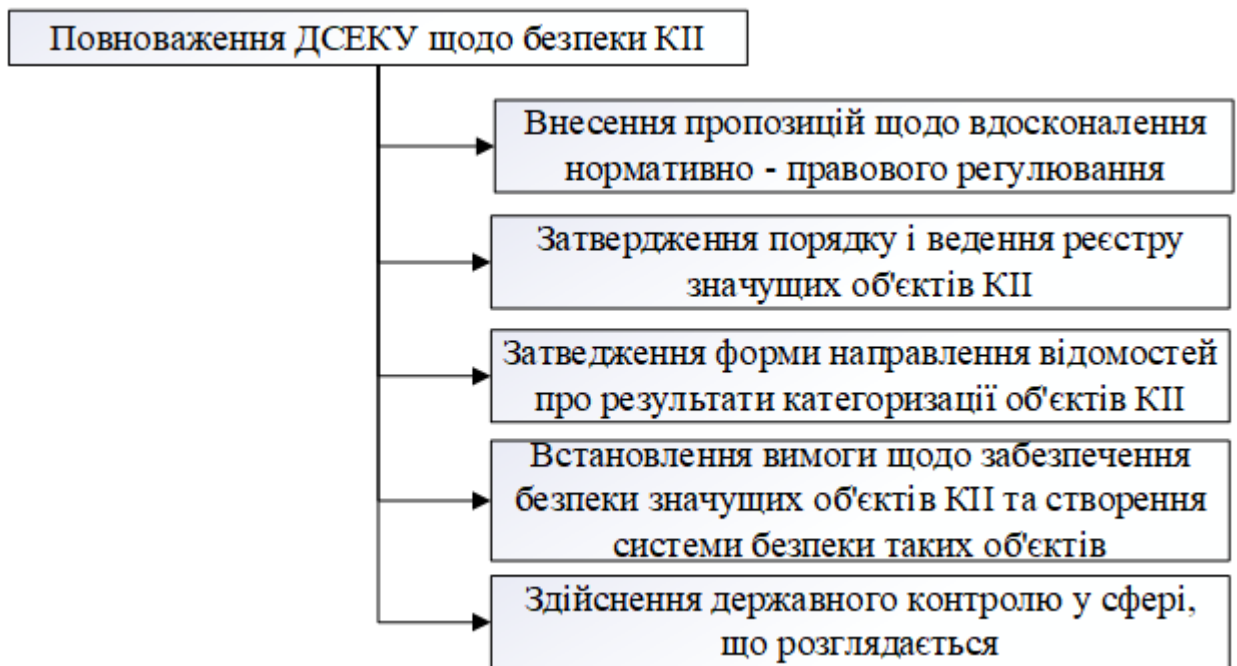 Повноваження ДСЕКУ щодо безпеки КІІ
Внесення пропозицій щодо вдосконалення
нормативно - правового регулювання
Затвердження порядку і ведення реєстру
значущих об'єктів КІІ
Затведження форми направлення відомостей
про результати категоризації об'єктів КІІ
Встановлення вимоги щодо забезпечення
безпеки значущих об'єктів КІІ та створення
системи безпеки таких об'єктів
Здійснення державного контролю у сфері,
що розглядається